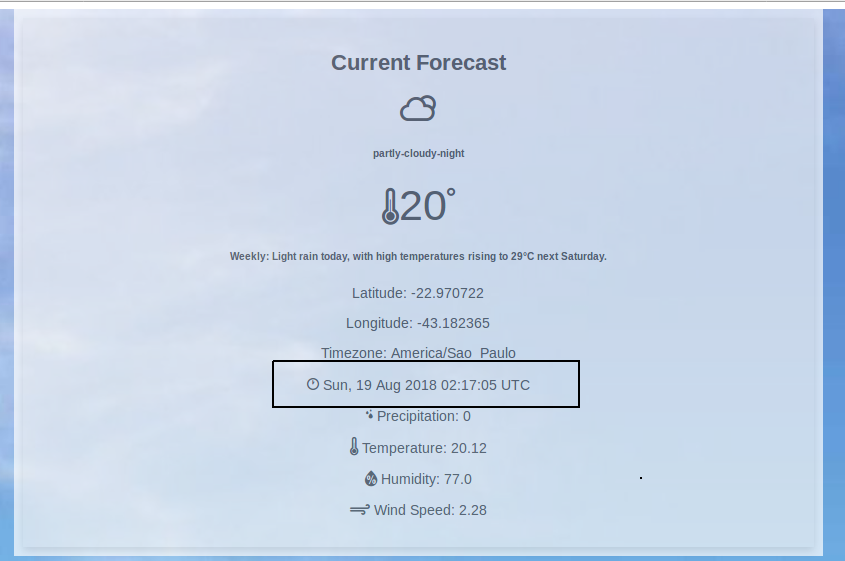 Current Forecast
partly-cloudy-night
20°
Weekly: Light rain today, with high temperatures rising to 29°C next Saturday.
Latitude: -22.970722
Longitude: -43.182365
Timezone: America/Sao_Paulo
Sun, 19 Aug 2018 02:17:05 UTC
Precipitation: 0
Temperature: 20.12
Humidity: 77.0
Wind Speed: 2.28